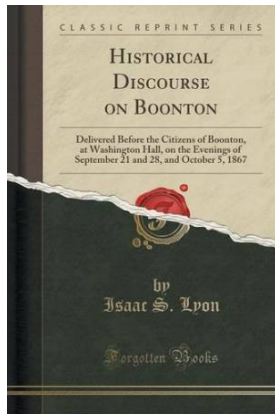 CLASSIC REPRINT SERIES
HISTORICAL
DISCOURSE
ON BOONTON
Delivered Before the Citizens of Boonton,
at Washington Hall, on the Evenings of
September 21 and 28, and October 5, 1867
by
Isaac S. Lyon
Forgotten Books